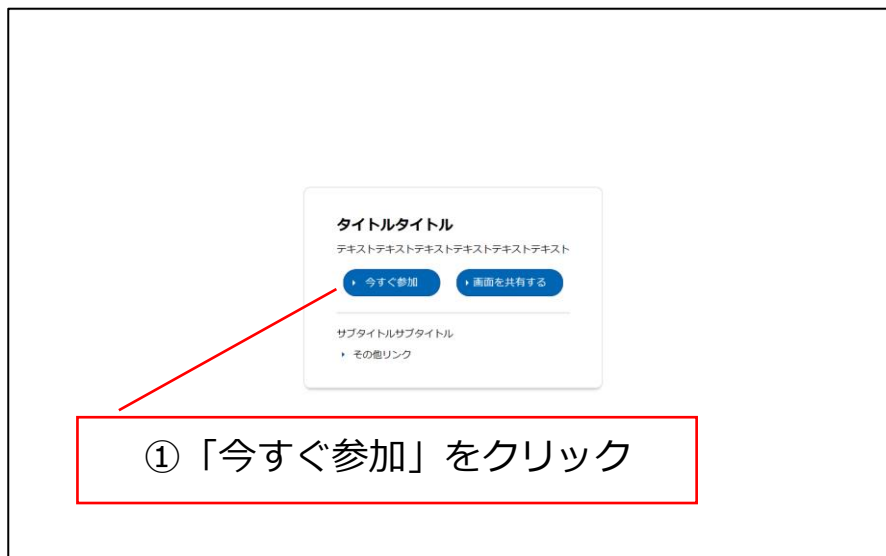 タイトルタイトル
テキストテキストテキストテキストテキストテキスト
今すぐ参加
画面を共有する
サブタイトルサブタイトル
その他リンク
①「今すぐ参加」をクリック